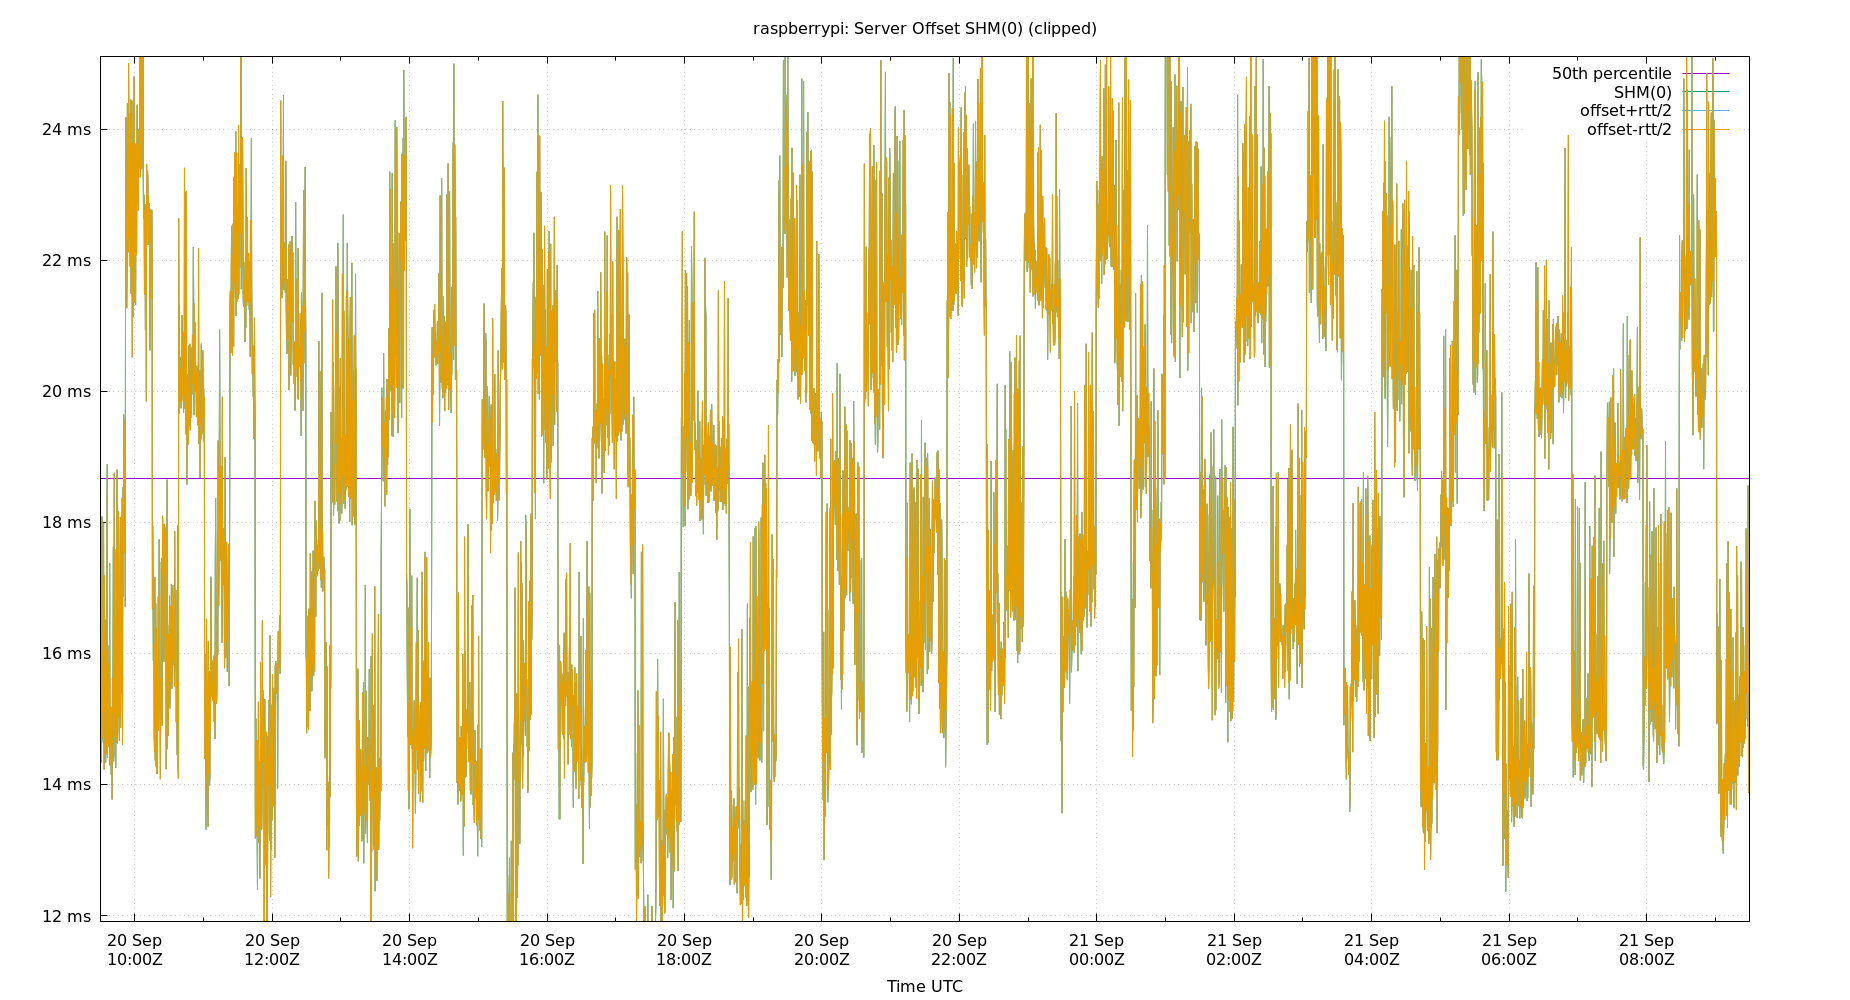 raspberrypi: Server Offset SHM(0) (clipped)
50th percentile
SHM(0)
offset+rtt/2
offset-rtt/2
24 ms
22 ms
20 ms
18 ms
16 ms
14 ms
12 ms
20 Sep 20 Sep 20 Sep 20 Sep 20 Sep 20 Sep 20 Sep 21 Sep 21 Sep 21 Sep 21 Sep 21 Sep
10:00Z 12:00Z 14:00Z 16:00Z 18:00Z 20:00Z 22:00Z 00:00Z 02:00Z 04:00Z 06:00Z 08:00Z
Time UTC